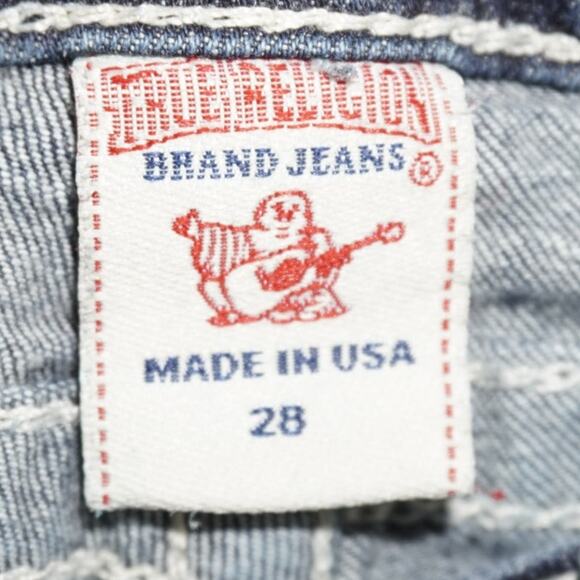 TRUE RELIGION
BRAND JEANS ®
MADE IN USA
28